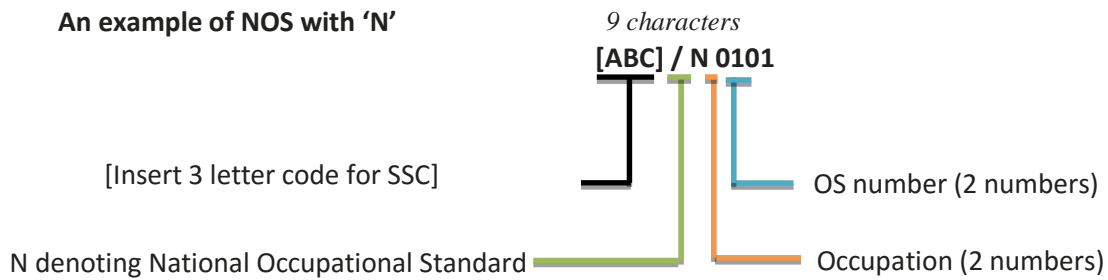 An example of NOS with ‘N’
9 characters
[ABC] / N 0101
[Insert 3 letter code for SSC]
OS number (2 numbers)
N denoting National Occupational Standard
Occupation (2 numbers)